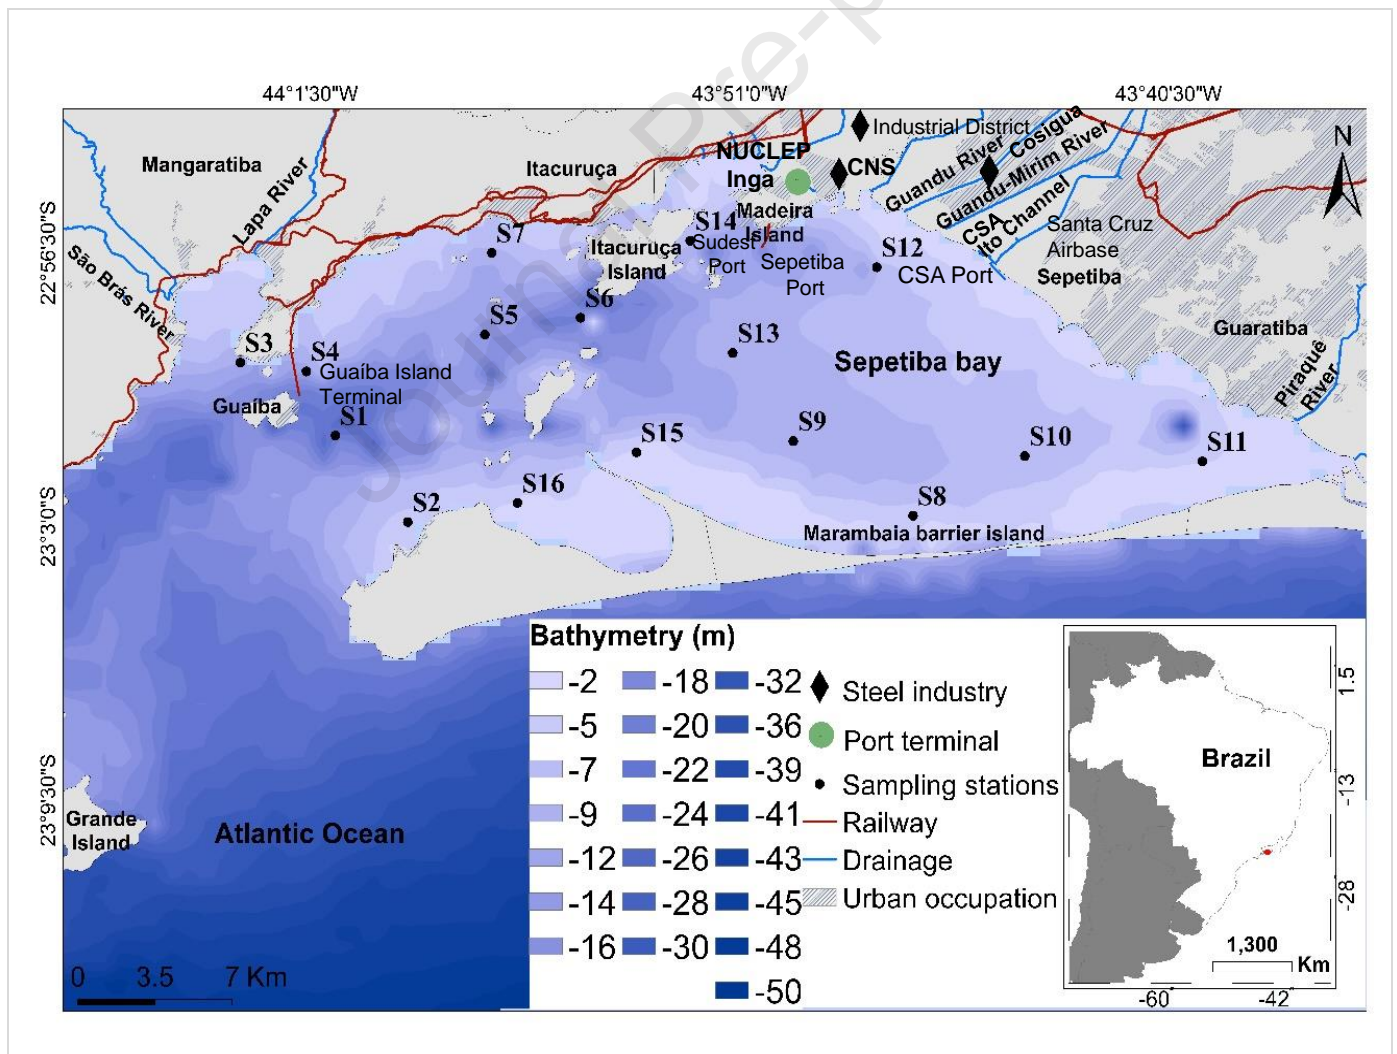 Journal Pre-p
44°1'30"W
43°51'0"W
43°40'30"W
22°56'30"S
23°3'0"S
23°9'30"S
N
Mangaratiba
Lapa River
São Brás River
Itacuruça
NUCLEP
Inga
Industrial District
CNS
Guandu River
Cosigua
Guandu-Mirim River
CSA
Ito Channel
Santa Cruz
Airbase
Sepetiba
Guaratiba
Piraquê
River
Madeira
Island
Itacuruça
Island
Sudest
Port
Sepetiba
Port
CSA Port
S7
S14
S12
S6
S5
S13
S3
S4
Guaíba Island
Terminal
Guaíba
S1
Sepetiba bay
S15
S9
S10
S11
S2
S16
S8
Marambaia barrier island
Grande
Island
Atlantic Ocean
0 3.5 7 Km
Bathymetry (m)
-2 -18 -32
-5 -20 -36
-7 -22 -39
-9 -24 -41
-12 -26 -43
-14 -28 -45
-16 -30 -48
-50
Steel industry
Port terminal
Sampling stations
Railway
Drainage
Urban occupation
Brazil
1,300
Km
1.5
-13
-28
-60°
-42°